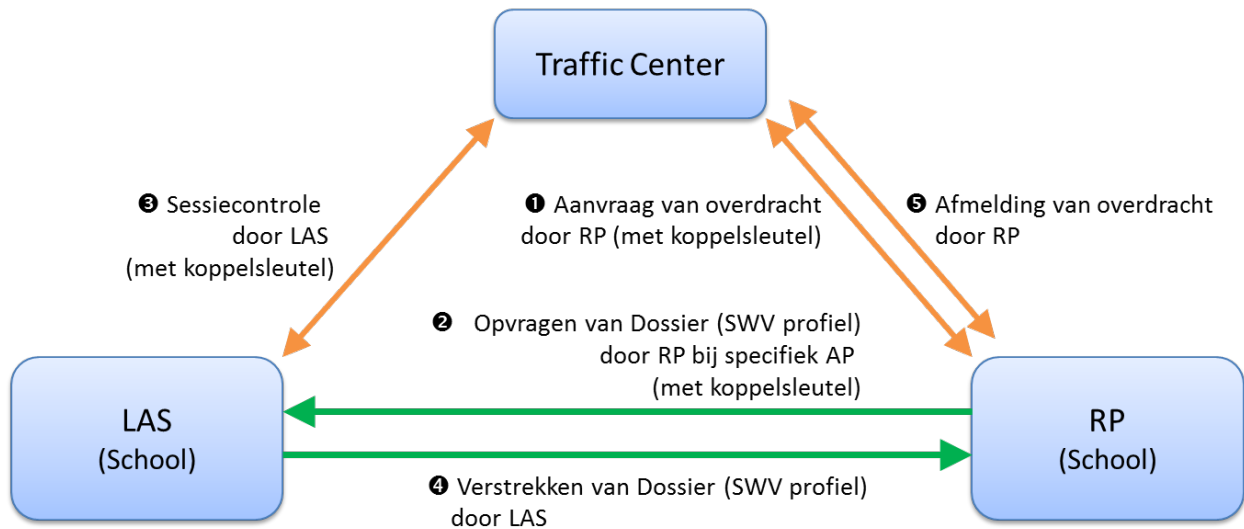 Traffic Center
❸ Sessiecontrole
door LAS
(met koppelsleutel)
❶ Aanvraag van overdracht
door RP (met koppelsleutel)
❺ Afmelding van overdracht
door RP
❷ Opvragen van Dossier (SWV profiel)
door RP bij specifiek AP
(met koppelsleutel)
LAS
(School)
RP
(School)
❹ Verstrekken van Dossier (SWV profiel)
door LAS